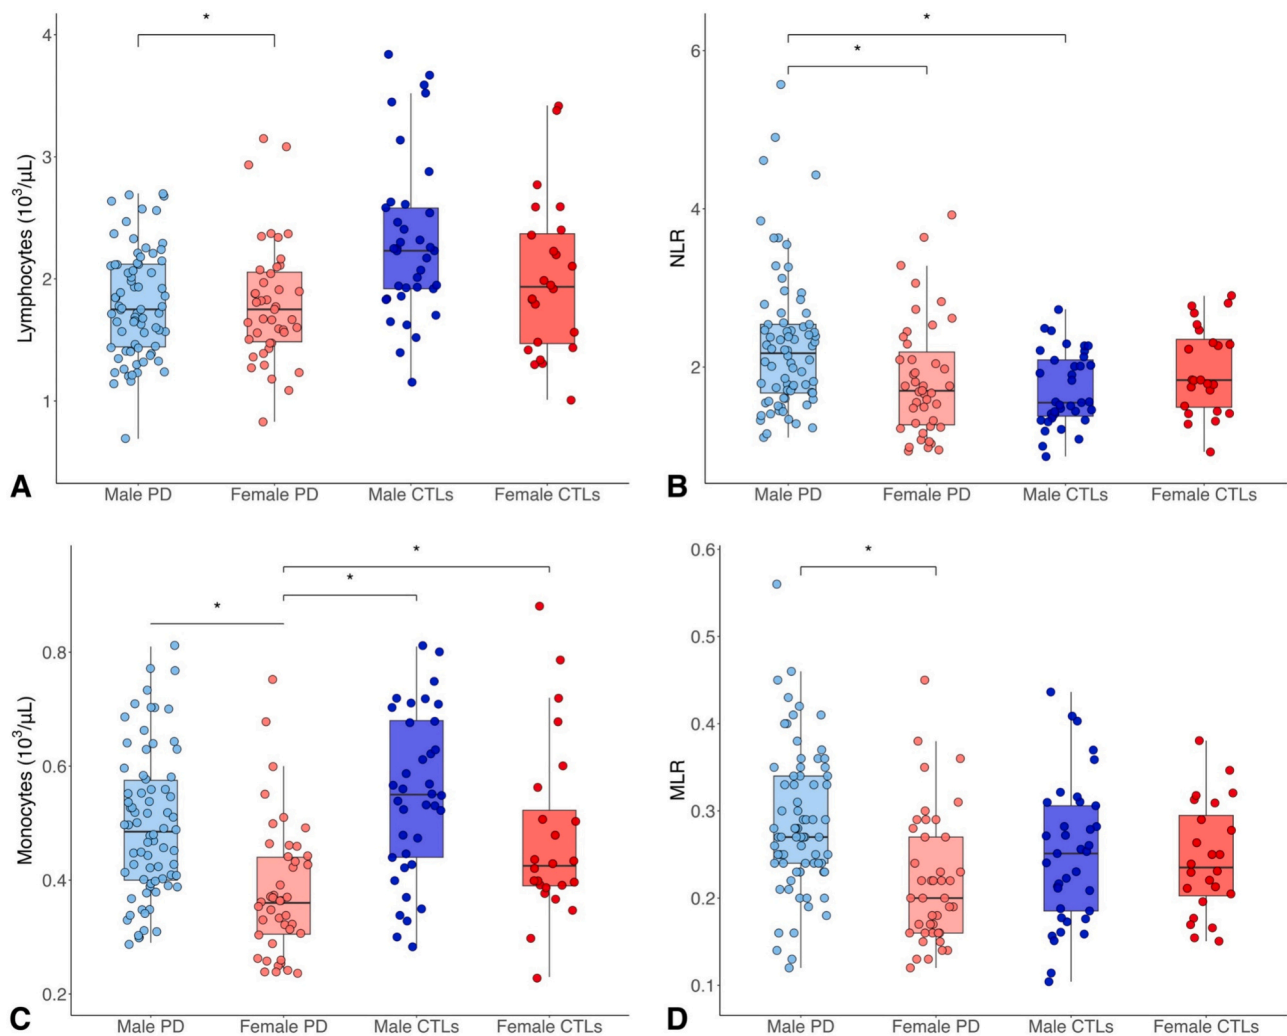 *
4
3
2
1
Lymphocytes (10³/μL)
A
Male PD Female PD Male CTLs Female CTLs
*
*
6
4
2
NLR
B
Male PD Female PD Male CTLs Female CTLs
*
*
*
0.8
0.6
0.4
0.2
Monocytes (10³/μL)
C
Male PD Female PD Male CTLs Female CTLs
*
0.6
0.5
0.4
0.3
0.2
0.1
MLR
D
Male PD Female PD Male CTLs Female CTLs